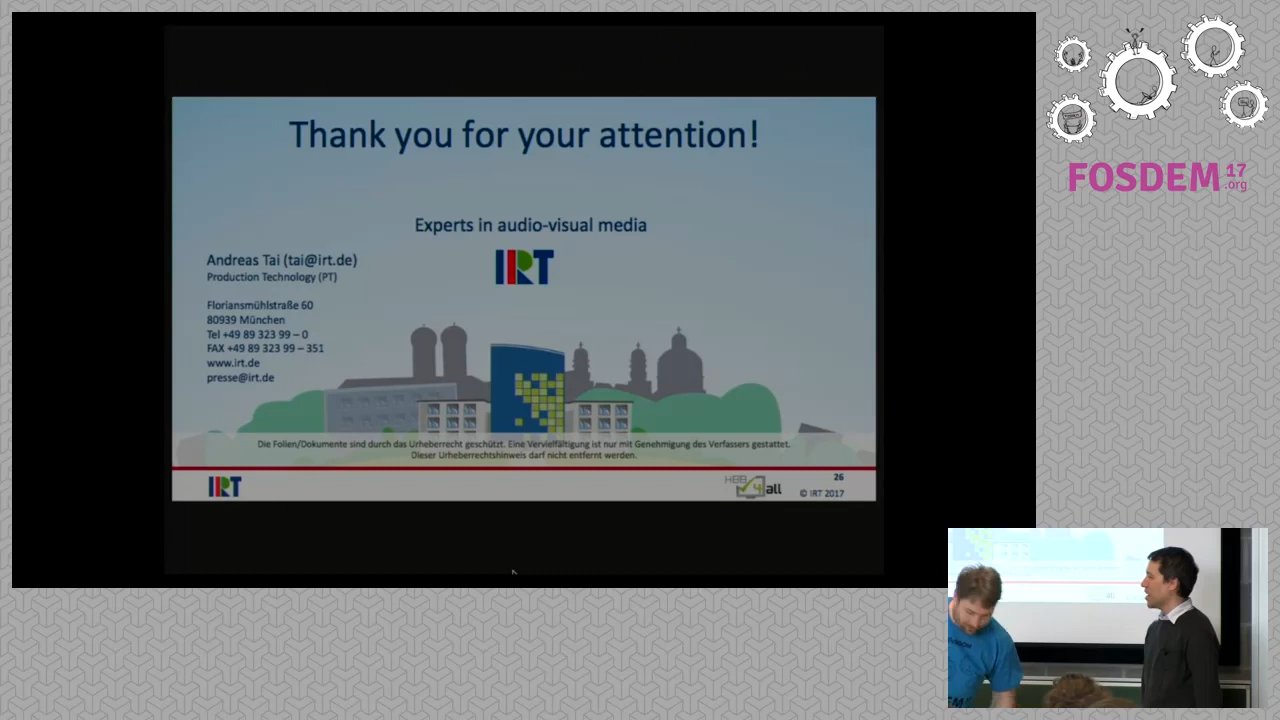 Thank you for your attention!
Experts in audio-visual media
IRT
Andreas Tai (tai@irt.de)
Production Technology (PT)
Floriansmühlstraße 60
80939 München
Tel +49 89 323 99 – 0
FAX +49 89 323 99 – 351
www.irt.de
presse@irt.de
Die Folien/Dokumente sind durch das Urheberrecht geschützt. Eine Vervielfältigung ist nur mit Genehmigung des Verfassers gestattet.
Dieser Urheberrechtshinweis darf nicht entfernt werden.
IRT
HBB
4all
26
© IRT 2017
FOSDEM 17
.org